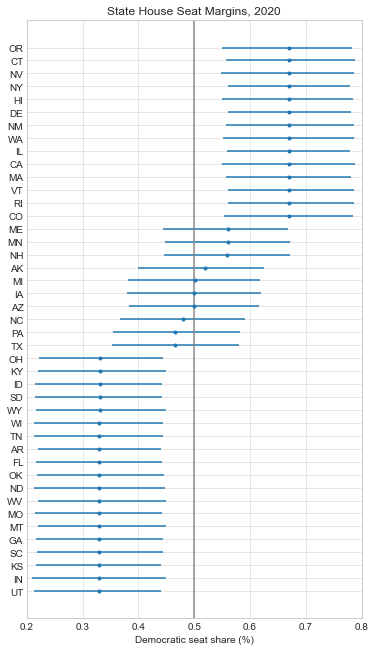 State House Seat Margins, 2020
OR
CT
NV
NY
HI
DE
NM
WA
IL
CA
MA
VT
RI
CO
ME
MN
NH
AK
MI
IA
AZ
NC
PA
TX
OH
KY
ID
SD
WY
WI
TN
AR
FL
OK
ND
WV
MO
MT
GA
SC
KS
IN
UT
0.2 0.3 0.4 0.5 0.6 0.7 0.8
Democratic seat share (%)